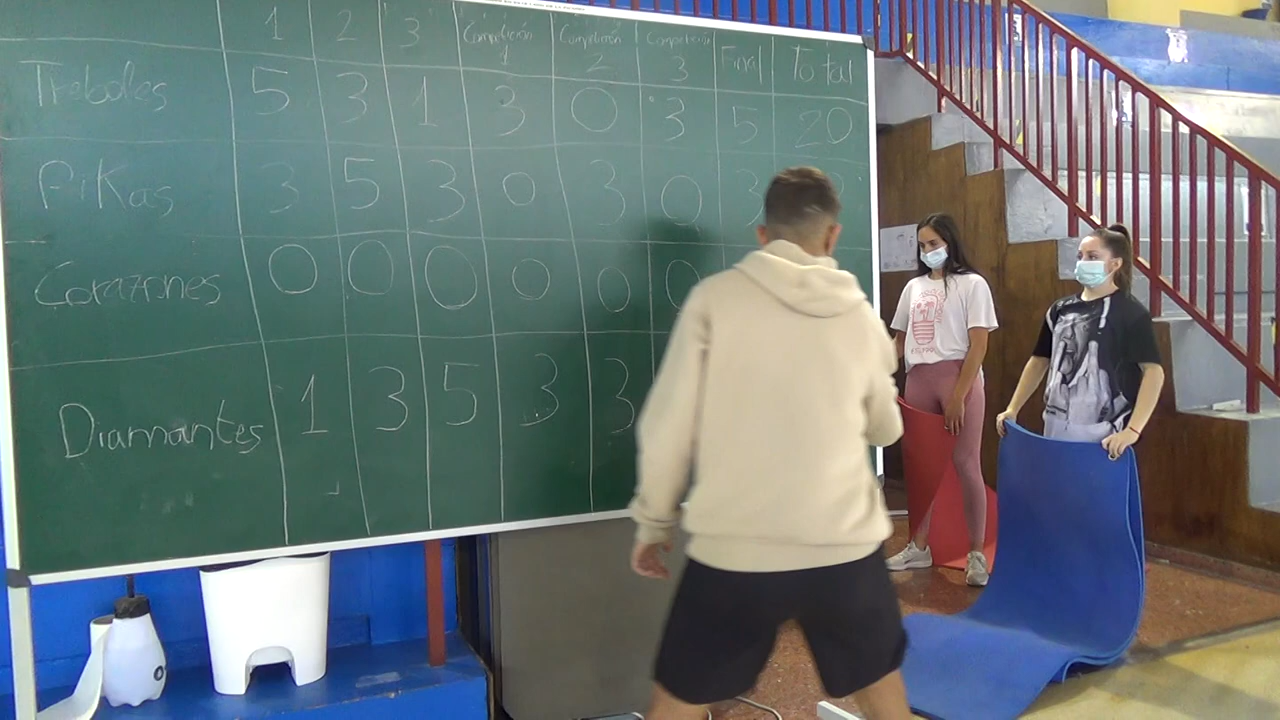 1 2 3 Competición 1 Competición 2 Competición 3 Final Total
Treboles 5 3 1 3 0 3 5 20
Pikas 3 5 3 0 3 0 3
Corazones 0 0 0 0 0 0
Diamantes 1 3 5 3 3